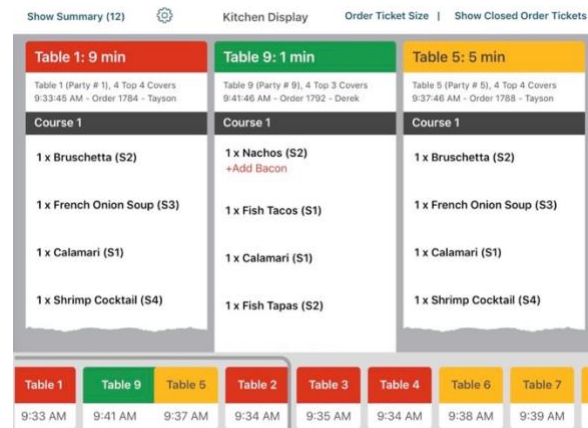 Show Summary (12)
Kitchen Display
Order Ticket Size | Show Closed Order Tickets
Table 1: 9 min
Table 1 (Party # 1), 4 Top 4 Covers
9:33:45 AM - Order 1784 - Tayson
Course 1
1 x Bruschetta (S2)
1 x French Onion Soup (S3)
1 x Calamari (S1)
1 x Shrimp Cocktail (S4)
Table 9: 1 min
Table 9 (Party # 9), 4 Top 3 Covers
9:41:46 AM - Order 1792 - Derek
Course 1
1 x Nachos (S2)
+Add Bacon
1 x Fish Tacos (S1)
1 x Calamari (S1)
1 x Fish Tapas (S2)
Table 5: 5 min
Table 5 (Party # 5), 4 Top 4 Covers
9:37:46 AM - Order 1788 - Tayson
Course 1
1 x Bruschetta (S2)
1 x French Onion Soup (S3)
1 x Calamari (S1)
1 x Shrimp Cocktail (S4)
Table 1
9:33 AM
Table 9
9:41 AM
Table 5
9:37 AM
Table 2
9:34 AM
Table 3
9:35 AM
Table 4
9:34 AM
Table 6
9:38 AM
Table 7
9:39 AM